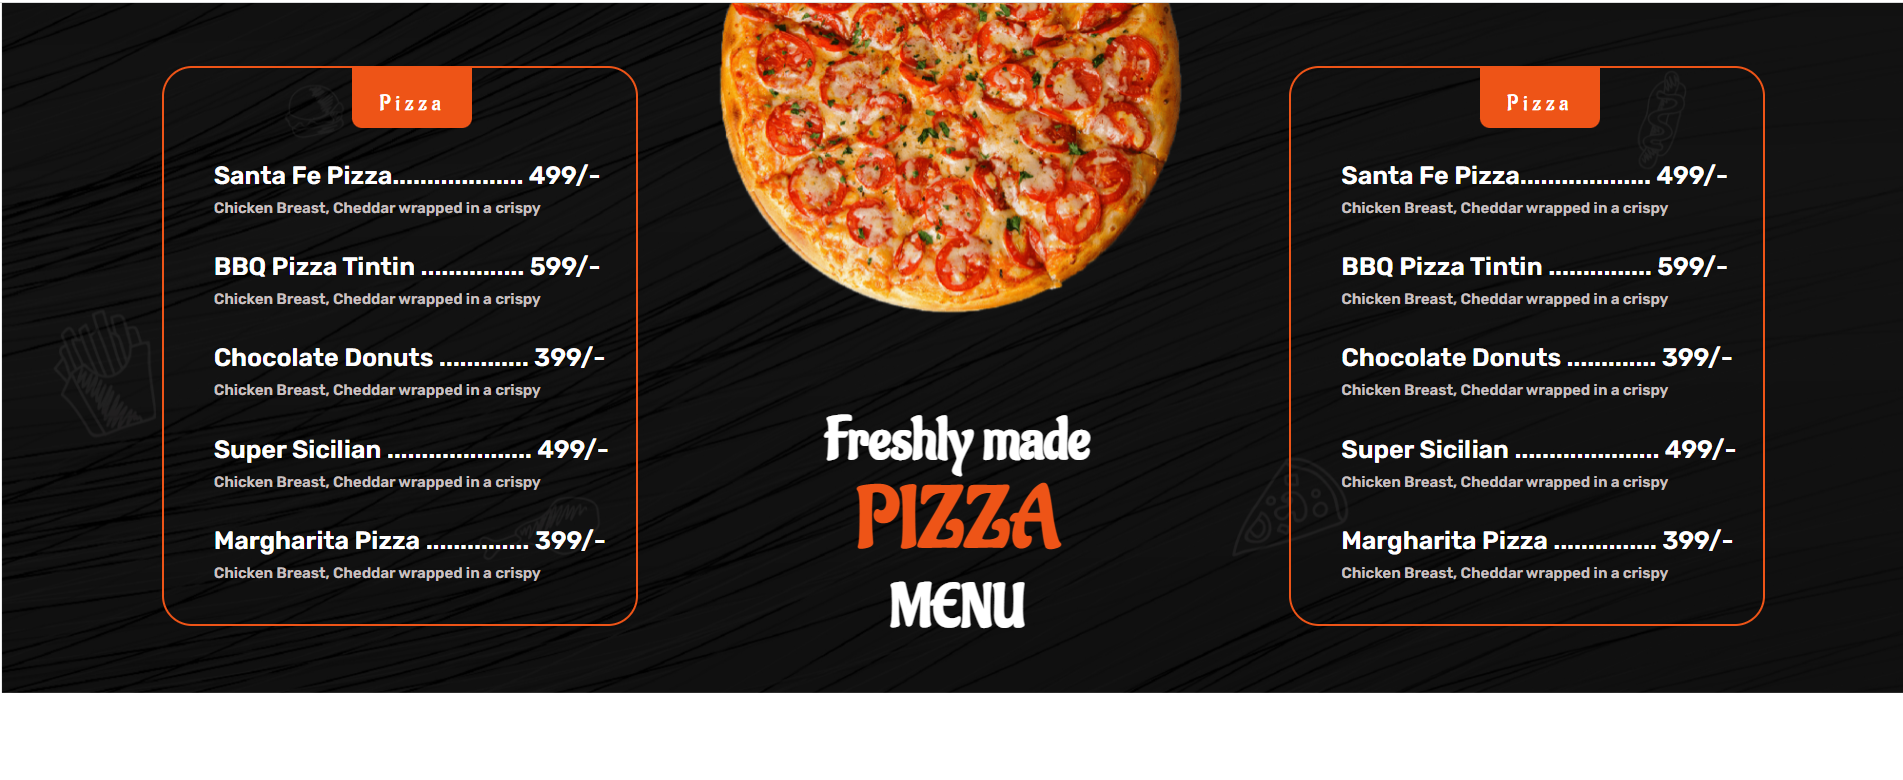 Pizza
Santa Fe Pizza................... 499/-
Chicken Breast, Cheddar wrapped in a crispy
BBQ Pizza Tintin ............... 599/-
Chicken Breast, Cheddar wrapped in a crispy
Chocolate Donuts ............. 399/-
Chicken Breast, Cheddar wrapped in a crispy
Super Sicilian ..................... 499/-
Chicken Breast, Cheddar wrapped in a crispy
Margharita Pizza ............... 399/-
Chicken Breast, Cheddar wrapped in a crispy
Freshly made
PIZZA
MENU
Pizza
Santa Fe Pizza................... 499/-
Chicken Breast, Cheddar wrapped in a crispy
BBQ Pizza Tintin ............... 599/-
Chicken Breast, Cheddar wrapped in a crispy
Chocolate Donuts ............. 399/-
Chicken Breast, Cheddar wrapped in a crispy
Super Sicilian ..................... 499/-
Chicken Breast, Cheddar wrapped in a crispy
Margharita Pizza ............... 399/-
Chicken Breast, Cheddar wrapped in a crispy